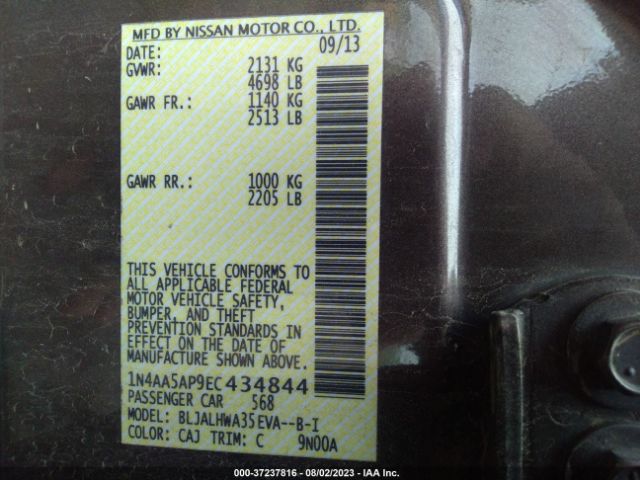 MFD BY NISSAN MOTOR CO., LTD.
DATE: 09/13
GVWR: 2131 KG
4698 LB
GAWR FR.: 1140 KG
2513 LB
GAWR RR.: 1000 KG
2205 LB
THIS VEHICLE CONFORMS TO
ALL APPLICABLE FEDERAL
MOTOR VEHICLE SAFETY,
BUMPER, AND THEFT
PREVENTION STANDARDS IN
EFFECT ON THE DATE OF
MANUFACTURE SHOWN ABOVE.
1N4AA5AP9EC434844
PASSENGER CAR 568
MODEL: BLJALHWA35EVA--B-I
COLOR: CAJ TRIM: C 9N00A
000-37237816 - 08/02/2023 - IAA Inc.